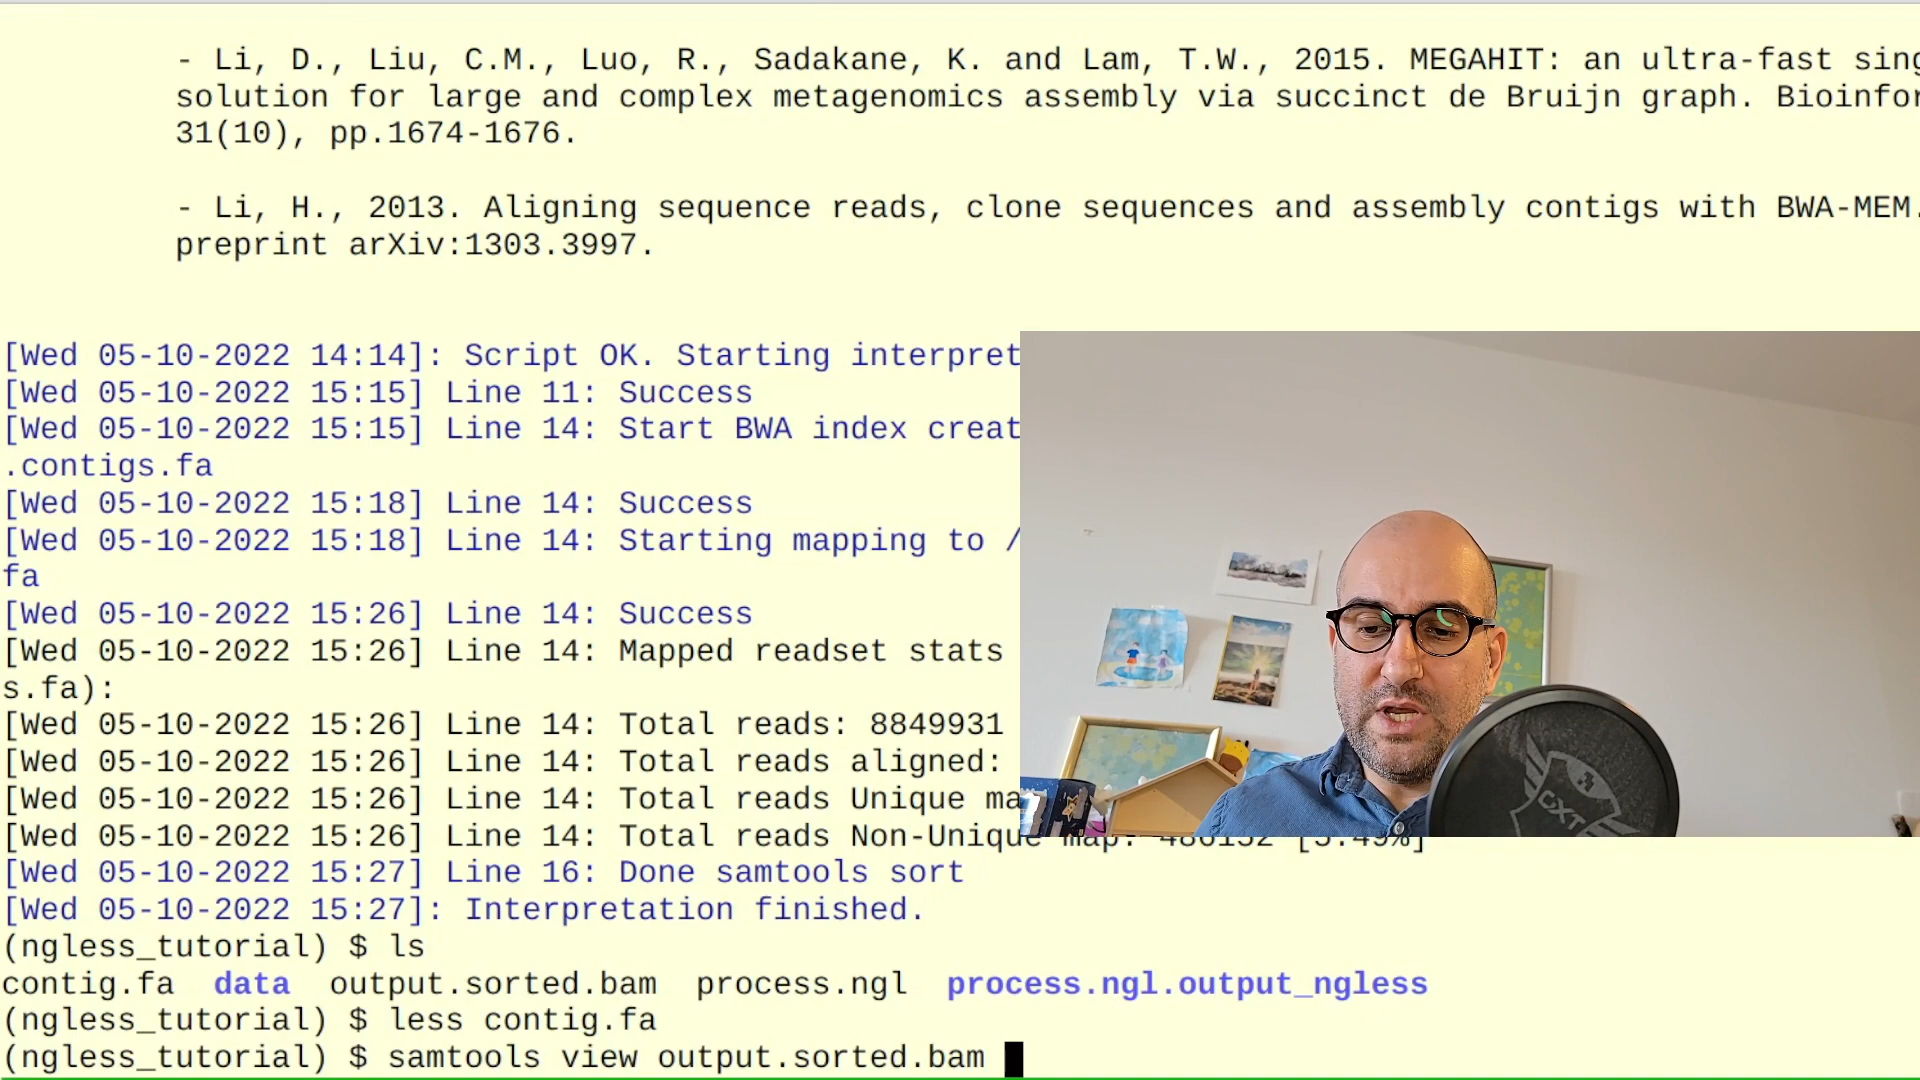 - Li, D., Liu, C.M., Luo, R., Sadakane, K. and Lam, T.W., 2015. MEGAHIT: an ultra-fast
solution for large and complex metagenomics assembly via succinct de Bruijn graph.
31(10), pp.1674-1676.
- Li, H., 2013. Aligning sequence reads, clone sequences and assembly contigs with BWA-MEM.
preprint arXiv:1303.3997.
[Wed 05-10-2022 14:14]: Script OK. Starting
[Wed 05-10-2022 15:15] Line 11: Success
[Wed 05-10-2022 15:15] Line 14: Start BWA index
.contigs.fa
[Wed 05-10-2022 15:18] Line 14: Success
[Wed 05-10-2022 15:18] Line 14: Starting mapping to /
fa
[Wed 05-10-2022 15:26] Line 14: Success
[Wed 05-10-2022 15:26] Line 14: Mapped readset stats
s.fa):
[Wed 05-10-2022 15:26] Line 14: Total reads: 8849931
[Wed 05-10-2022 15:26] Line 14: Total reads aligned:
[Wed 05-10-2022 15:26] Line 14: Total reads Unique
[Wed 05-10-2022 15:26] Line 14: Total reads Non-Unique map:
[Wed 05-10-2022 15:27] Line 16: Done samtools sort
[Wed 05-10-2022 15:27]: Interpretation finished.
(ngless_tutorial) $ ls
contig.fa data output.sorted.bam process.ngl process.ngl.output_ngless
(ngless_tutorial) $ less contig.fa
(ngless_tutorial) $ samtools view output.sorted.bam
CXT